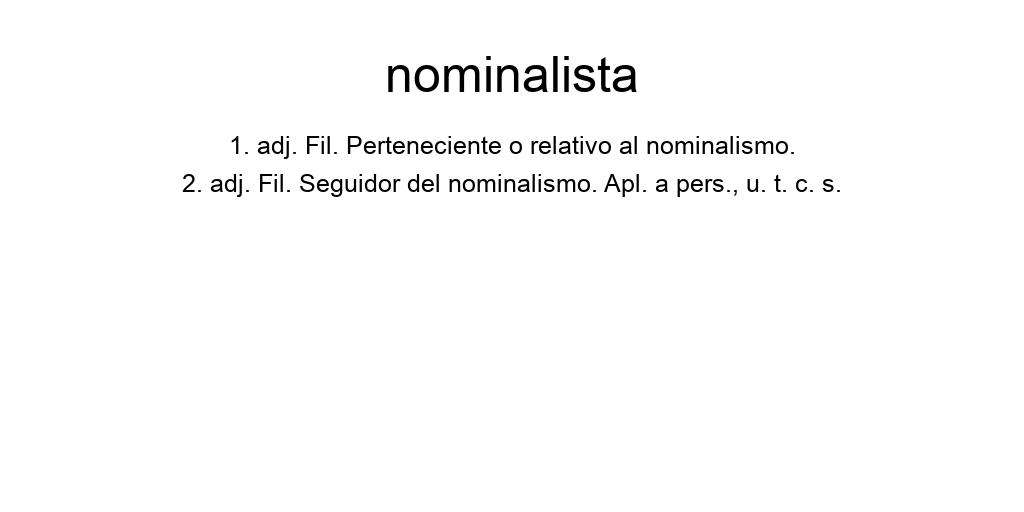 nominalista
1. adj. Fil. Perteneciente o relativo al nominalismo.
2. adj. Fil. Seguidor del nominalismo. Apl. a pers., u. t. c. s.